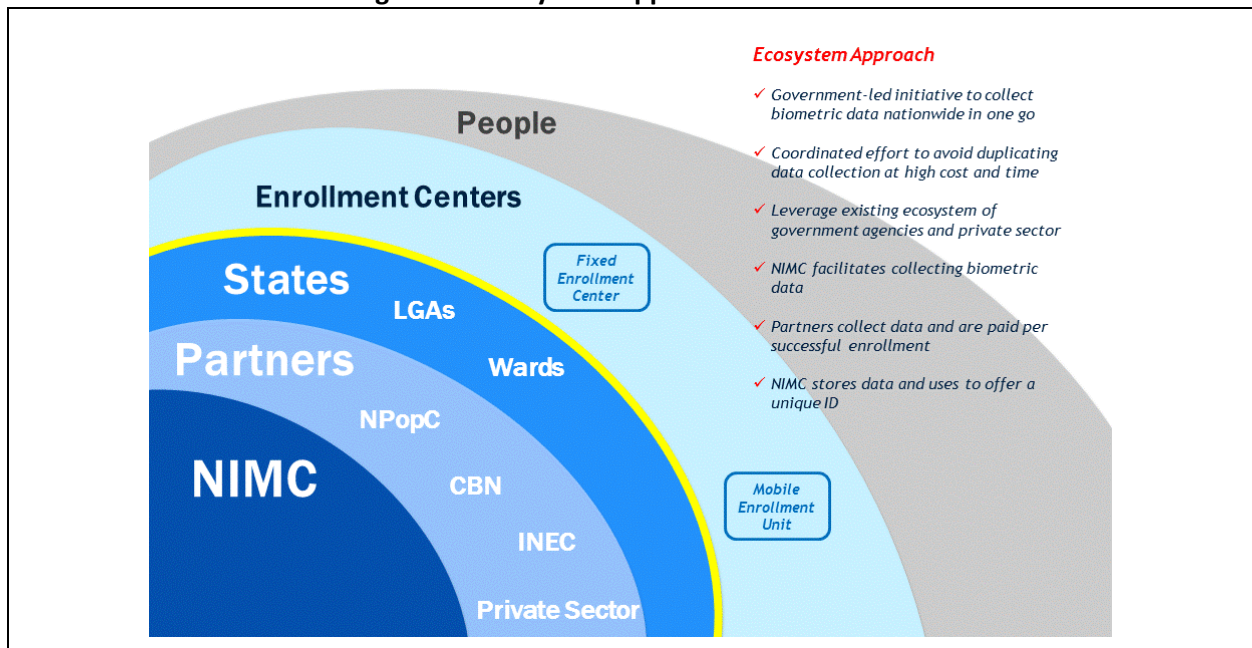 Ecosystem Approach
✓ Government-led initiative to collect
biometric data nationwide in one go
✓ Coordinated effort to avoid duplicating
data collection at high cost and time
✓ Leverage existing ecosystem of
government agencies and private sector
✓ NIMC facilitates collecting biometric
data
✓ Partners collect data and are paid per
successful enrollment
✓ NIMC stores data and uses to offer a
unique ID
People
Enrollment Centers
Fixed
Enrollment
Center
Mobile
Enrollment
Unit
States
LGAs
Wards
Partners
NPopC
CBN
INEC
Private Sector
NIMC